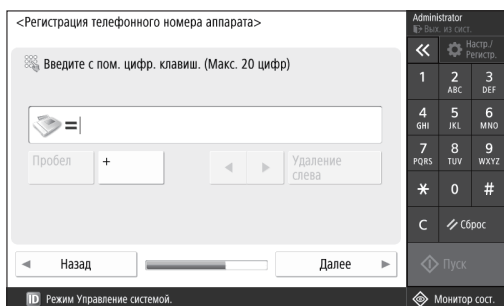 <Регистрация телефонного номера аппарата>
Введите с пом. цифр. клавиш. (Макс. 20 цифр)
=
Пробел
+
◀
▶
Удаление
слева
◀ Назад
Далее ▶
ID Режим Управление системой.
Administrator
Вых. из сист.
Настр./
Регистр.
1
2
3
ABC
DEF
4
5
6
GHI
JKL
MNO
7
8
9
PQRS
TUV
WXYZ
* 0 #
C
Сброс
Пуск
Монитор сост.